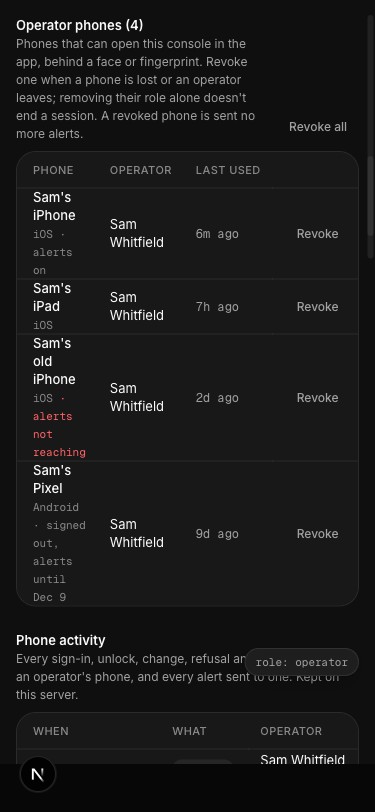 Operator phones (4)
Phones that can open this console in the
app, behind a face or fingerprint. Revoke
one when a phone is lost or an operator
leaves; removing their role alone doesn't
end a session. A revoked phone is sent no
more alerts.
Revoke all
PHONE OPERATOR LAST USED
Sam's
iPhone
iOS ·
alerts
on
Sam
Whitfield
6m ago
Revoke
Sam's
iPad
iOS
Sam
Whitfield
7h ago
Revoke
Sam's
old
iPhone
iOS ·
alerts
not
reaching
Sam
Whitfield
2d ago
Revoke
Sam's
Pixel
Android
· signed
out,
alerts
until
Dec 9
Sam
Whitfield
9d ago
Revoke
Phone activity
Every sign-in, unlock, change, refusal
role: operator
an operator's phone, and every alert sent to one. Kept on
this server.
WHEN WHAT OPERATOR
Sam Whitfield
N